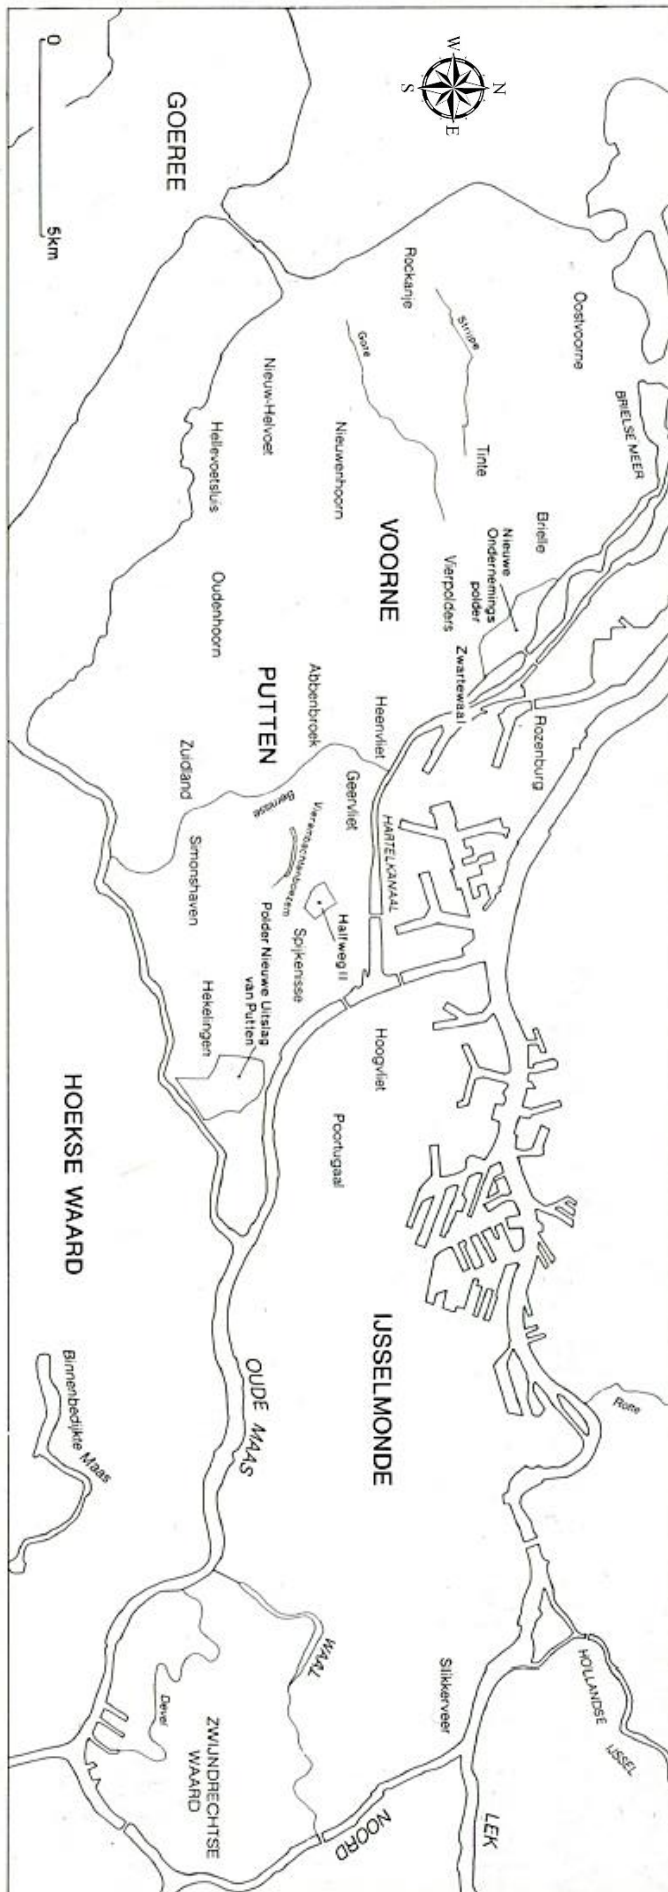 W
N
S
E
0
5km
GOEREE
Rockanje
Oostvoorne
Strijpe
Gote
Tinte
BRIELSE MEER
Nieuw-Helvoet
Hellevoetsluis
Nieuwenhoorn
Brielle
Nieuwe
Ondernemings
polder
VOORNE
Vierpolders
Zwartewaal
Oudenhoorn
PUTTEN
Abbenbroek
Heenvliet
Rozenburg
Zuidland
Bernisse
Geervliet
HARTELKANAAL
Vierambachtenboezem
Simonshaven
Halfweg II
Spijkenisse
Polder Nieuwe Uitslag
van Putten
Hekelingen
Hoogvliet
Poortugaal
HOEKSE WAARD
IJSSELMONDE
OUDE MAAS
Binnenbedijkte Maas
Rotte
WAAL
Devel
ZWIJNDRECHTSE
WAARD
Slikkerveer
HOLLANDSE
IJSSEL
NOORD
LEK